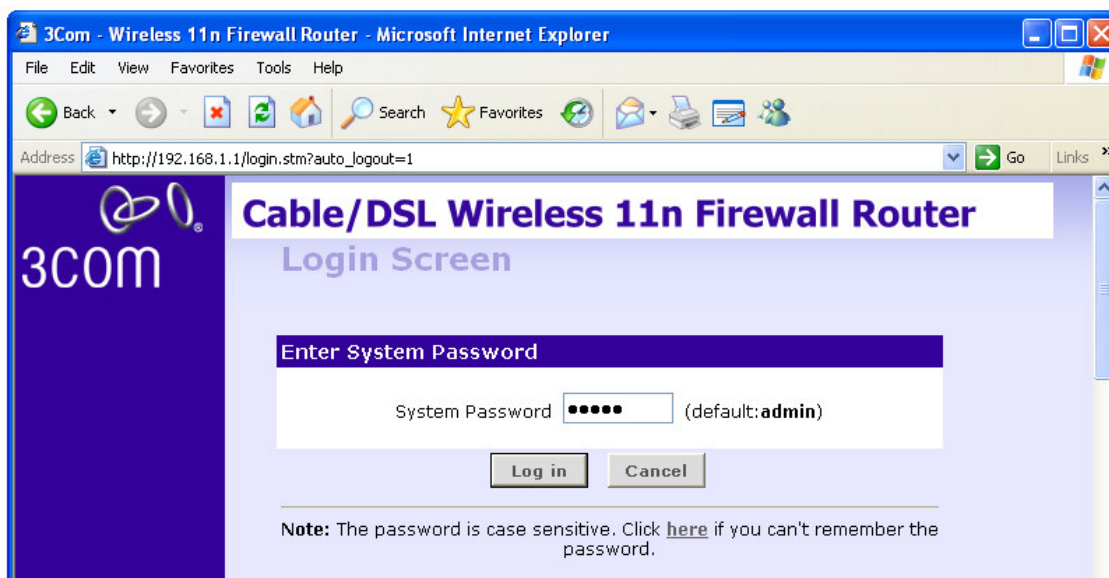 3Com - Wireless 11n Firewall Router - Microsoft Internet Explorer
File Edit View Favorites Tools Help
Back Search Favorites
Address http://192.168.1.1/login.stm?auto_logout=1 Go Links »
3COM
Cable/DSL Wireless 11n Firewall Router
Login Screen
Enter System Password
System Password ●●●●● (default:admin)
Log in Cancel
Note: The password is case sensitive. Click here if you can't remember the
password.